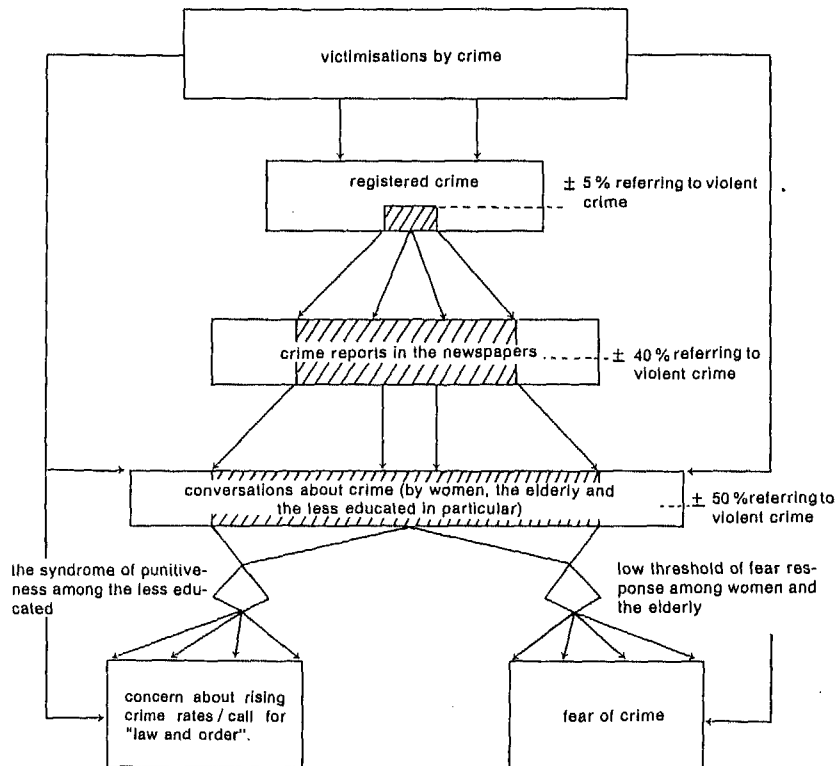 victimisations by crime
registered crime
± 5% referring to violent
crime
crime reports in the newspapers
± 40% referring to
violent crime
conversations about crime (by women, the elderly and
the less educated in particular)
± 50% referring to
violent crime
the syndrome of punitive-
ness among the less edu-
cated
low threshold of fear res-
ponse among women and
the elderly
concern about rising
crime rates / call for
"law and order".
fear of crime